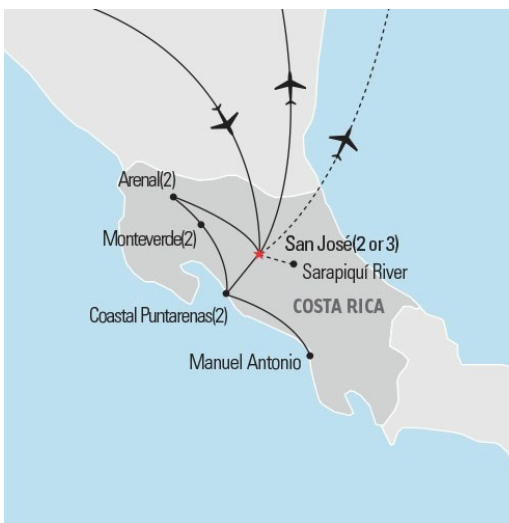 Arenal(2)
Monteverde(2)
San José(2 or 3)
Sarapiquí River
Coastal Puntarenas(2)
COSTA RICA
Manuel Antonio